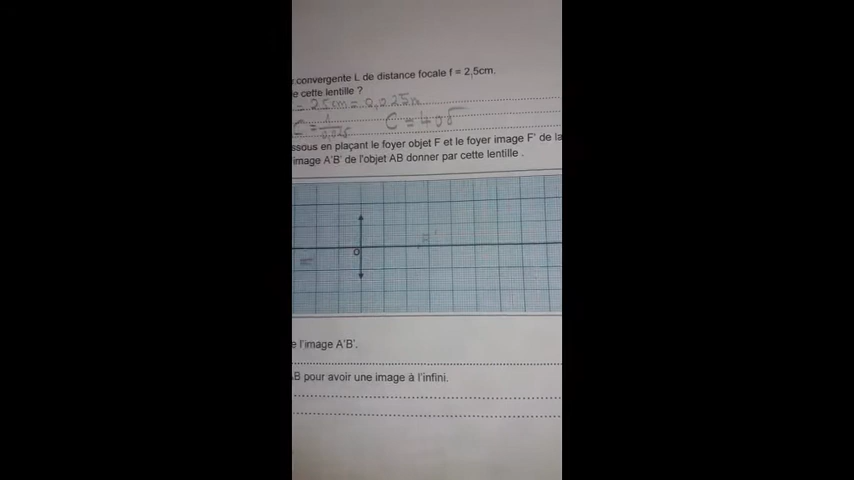 convergente L de distance focale f = 2,5cm.
e cette lentille ?
= 2,5cm = 0,025m
C = 1/0,025 C = 40δ
ssous en plaçant le foyer objet F et le foyer image F' de la
image A'B' de l'objet AB donner par cette lentille .
F'
O
e l'image A'B'.
AB pour avoir une image à l'infini.